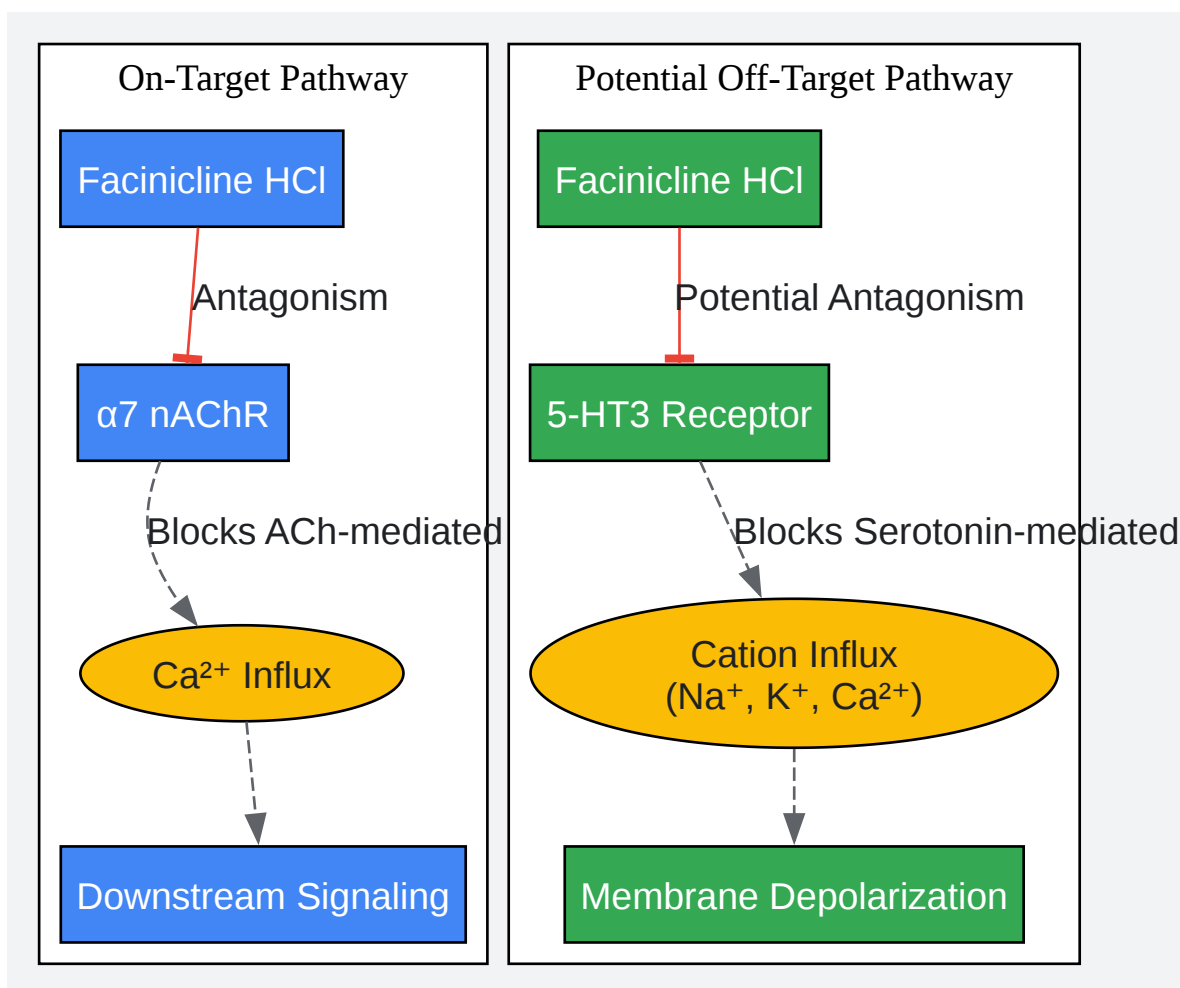 On-Target Pathway
Facinicline HCl
Antagonism
α7 nAChR
Blocks ACh-mediated
Ca²⁺ Influx
Downstream Signaling
Potential Off-Target Pathway
Facinicline HCl
Potential Antagonism
5-HT3 Receptor
Blocks Serotonin-mediated
Cation Influx
(Na⁺, K⁺, Ca²⁺)
Membrane Depolarization